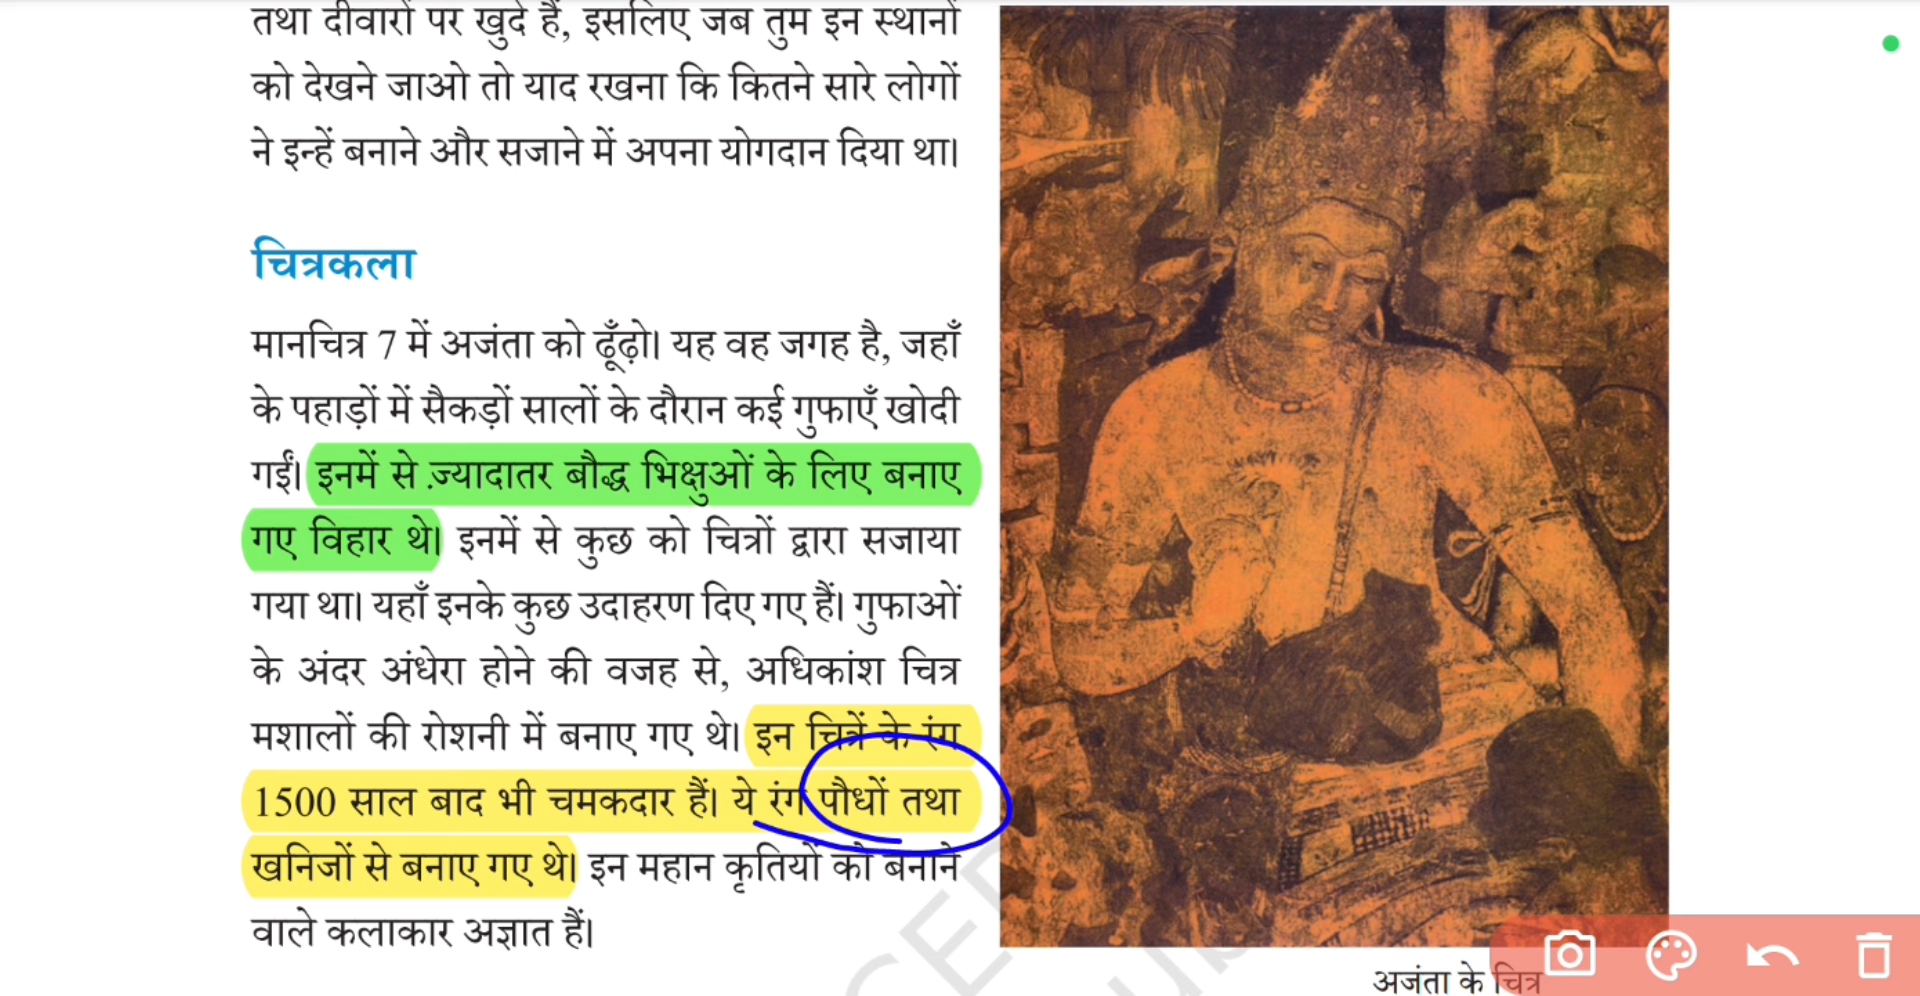 तथा दीवारों पर खुदे हैं, इसलिए जब तुम इन स्थानों
को देखने जाओ तो याद रखना कि कितने सारे लोगों
ने इन्हें बनाने और सजाने में अपना योगदान दिया था।
चित्रकला
मानचित्र 7 में अजंता को ढूँढ़ो। यह वह जगह है, जहाँ
के पहाड़ों में सैकड़ों सालों के दौरान कई गुफाएँ खोदी
गईं। इनमें से ज़्यादातर बौद्ध भिक्षुओं के लिए बनाए
गए विहार थे। इनमें से कुछ को चित्रों द्वारा सजाया
गया था। यहाँ इनके कुछ उदाहरण दिए गए हैं। गुफाओं
के अंदर अंधेरा होने की वजह से, अधिकांश चित्र
मशालों की रोशनी में बनाए गए थे। इन चित्रें के रंग
1500 साल बाद भी चमकदार हैं। ये रंग पौधों तथा
खनिजों से बनाए गए थे। इन महान कृतियों को बनाने
वाले कलाकार अज्ञात हैं।
अजंता के चित्र